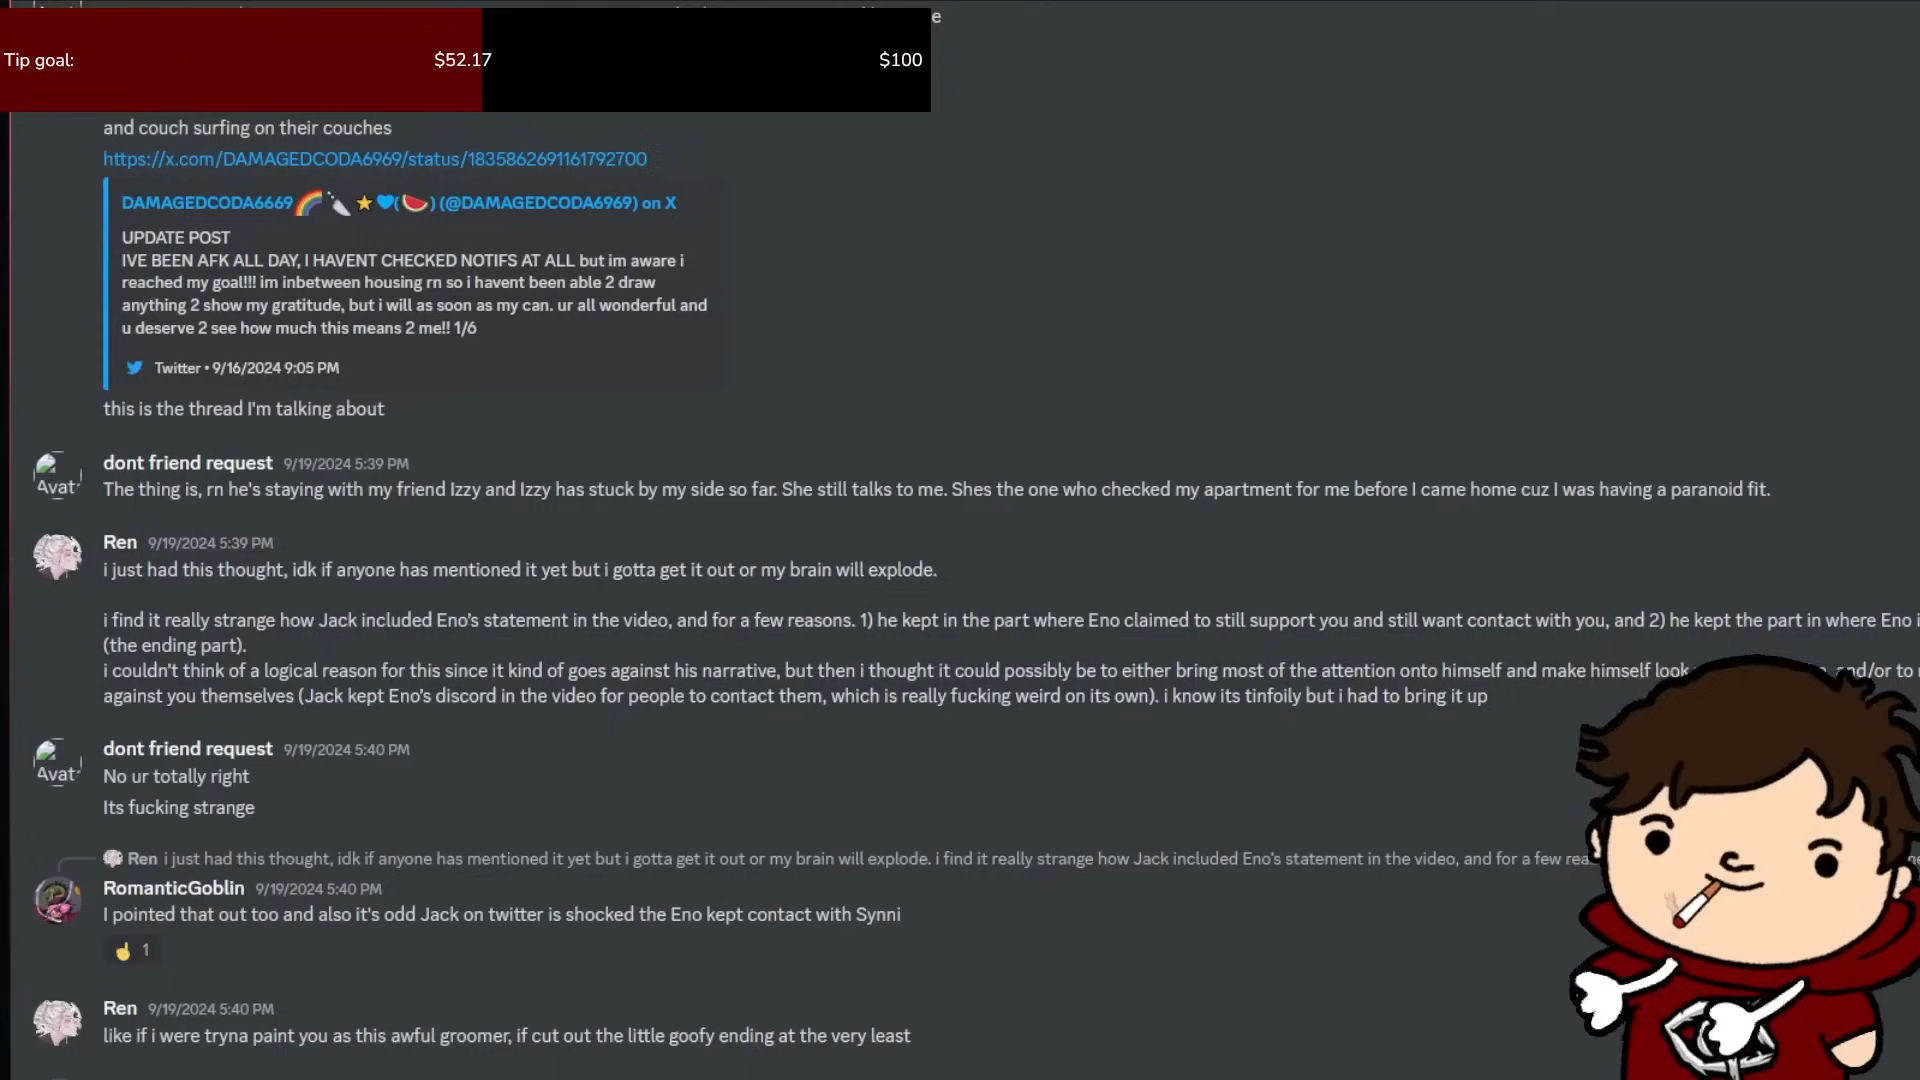 e
Tip goal: $52.17 $100
and couch surfing on their couches
https://x.com/DAMAGEDCODA6969/status/1835862691161792700
DAMAGEDCODA6669🌈🔪⭐💙(🍉) (@DAMAGEDCODA6969) on X
UPDATE POST
IVE BEEN AFK ALL DAY, I HAVENT CHECKED NOTIFS AT ALL but im aware i
reached my goal!!! im inbetween housing rn so i havent been able 2 draw
anything 2 show my gratitude, but i will as soon as my can. ur all wonderful and
u deserve 2 see how much this means 2 me!! 1/6
Twitter • 9/16/2024 9:05 PM
this is the thread I'm talking about
dont friend request 9/19/2024 5:39 PM
Avat
The thing is, rn he's staying with my friend Izzy and Izzy has stuck by my side so far. She still talks to me. Shes the one who checked my apartment for me before I came home cuz I was having a paranoid fit.
Ren 9/19/2024 5:39 PM
i just had this thought, idk if anyone has mentioned it yet but i gotta get it out or my brain will explode.
i find it really strange how Jack included Eno's statement in the video, and for a few reasons. 1) he kept in the part where Eno claimed to still support you and still want contact with you, and 2) he kept the part in where Eno i
(the ending part).
i couldn't think of a logical reason for this since it kind of goes against his narrative, but then i thought it could possibly be to either bring most of the attention onto himself and make himself look and/or to
against you themselves (Jack kept Eno's discord in the video for people to contact them, which is really fucking weird on its own). i know its tinfoily but i had to bring it up
dont friend request 9/19/2024 5:40 PM
Avat
No ur totally right
Its fucking strange
Ren i just had this thought, idk if anyone has mentioned it yet but i gotta get it out or my brain will explode. i find it really strange how Jack included Eno's statement in the video, and for a few rea
RomanticGoblin 9/19/2024 5:40 PM
I pointed that out too and also it's odd Jack on twitter is shocked the Eno kept contact with Synni
☝ 1
Ren 9/19/2024 5:40 PM
like if i were tryna paint you as this awful groomer, if cut out the little goofy ending at the very least